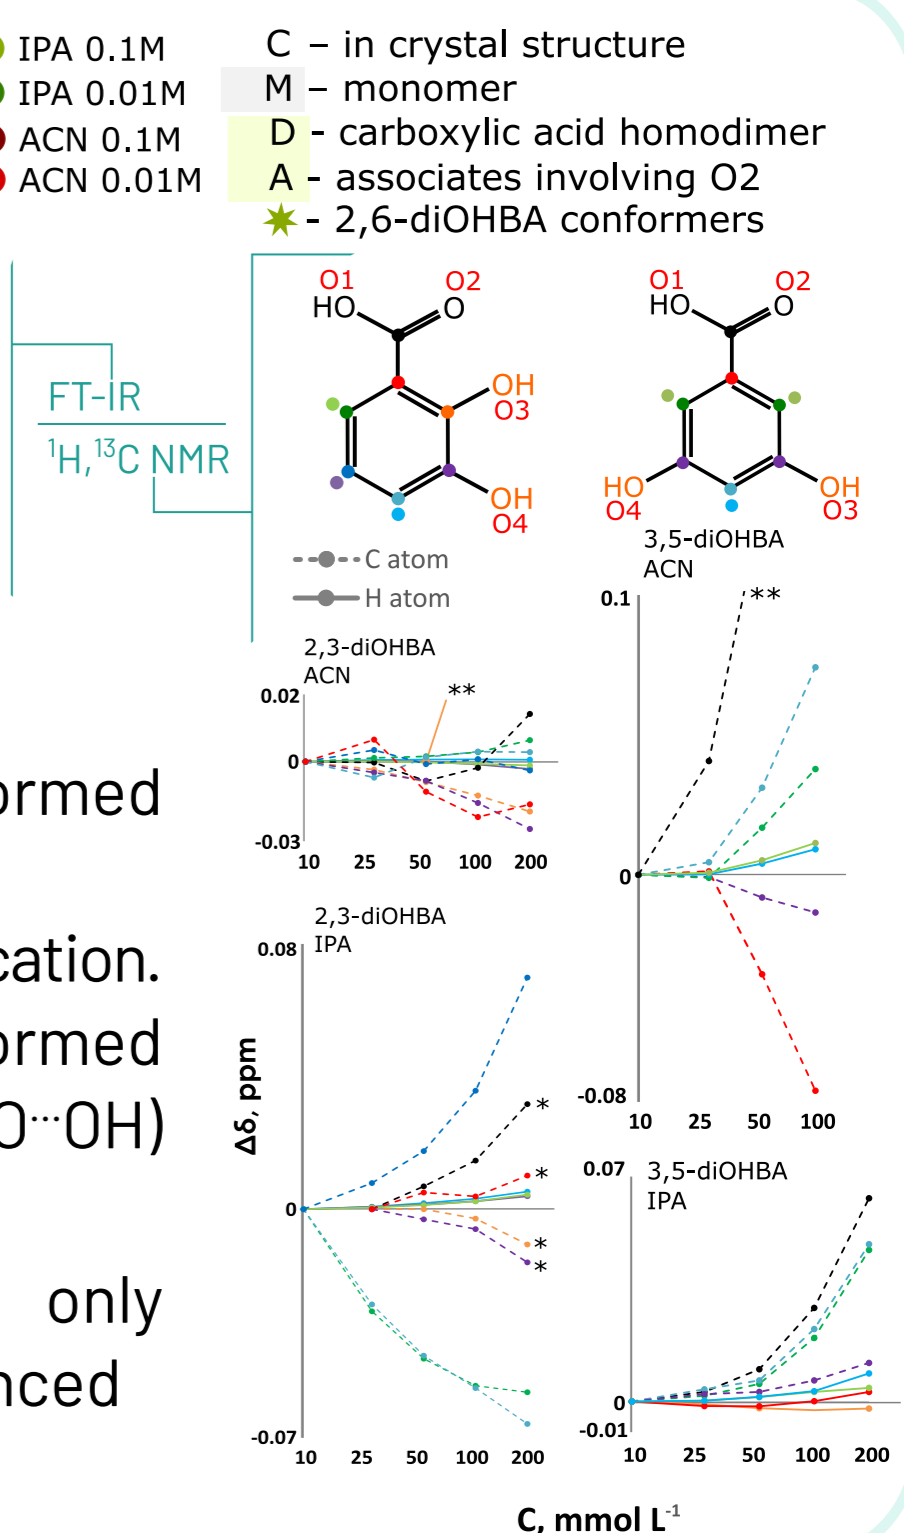 IPA 0.1M
IPA 0.01M
ACN 0.1M
ACN 0.01M
C – in crystal structure
M – monomer
D - carboxylic acid homodimer
A - associates involving O2
- 2,6-diOHBA conformers
FT-IR
¹H,¹³C NMR
O1 O2
HO O
OH
O3
OH
O4
O1 O2
HO O
HO OH
O4 O3
C atom
H atom
2,3-diOHBA
ACN
**
0.02
0
-0.03
10 25 50 100 200
3,5-diOHBA
ACN
**
0.1
0
-0.08
10 25 50 100
2,3-diOHBA
IPA
0.08
0
-0.07
*
*
*
*
10 25 50 100 200
3,5-diOHBA
IPA
0.07
0
-0.01
10 25 50 100 200
Δδ, ppm
C, mmol L⁻¹
ormed
cation.
ormed
O···OH)
only
nced